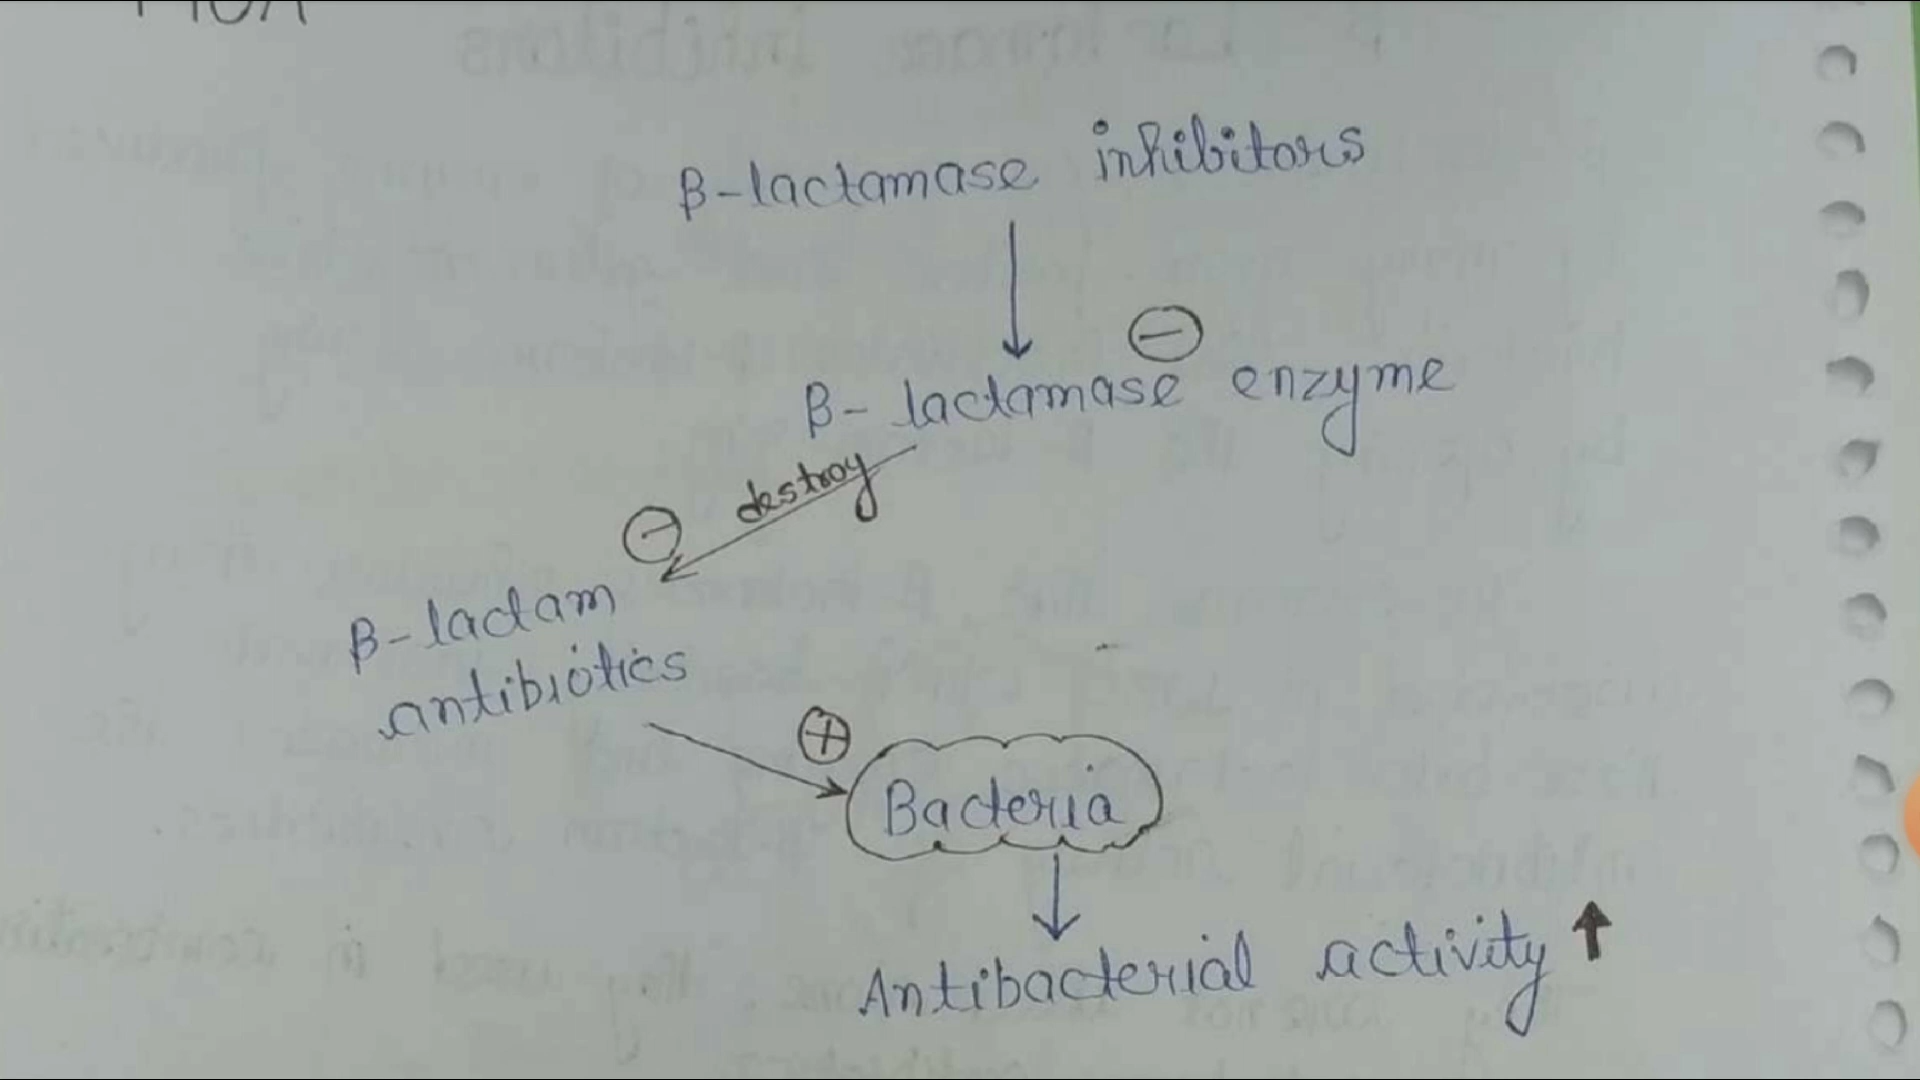 MOA
β-lactamase inhibitors
⊖
β- lactamase enzyme
destroy
⊖
β-lactam
antibiotics
⊕
Bacteria
Antibacterial activity ↑